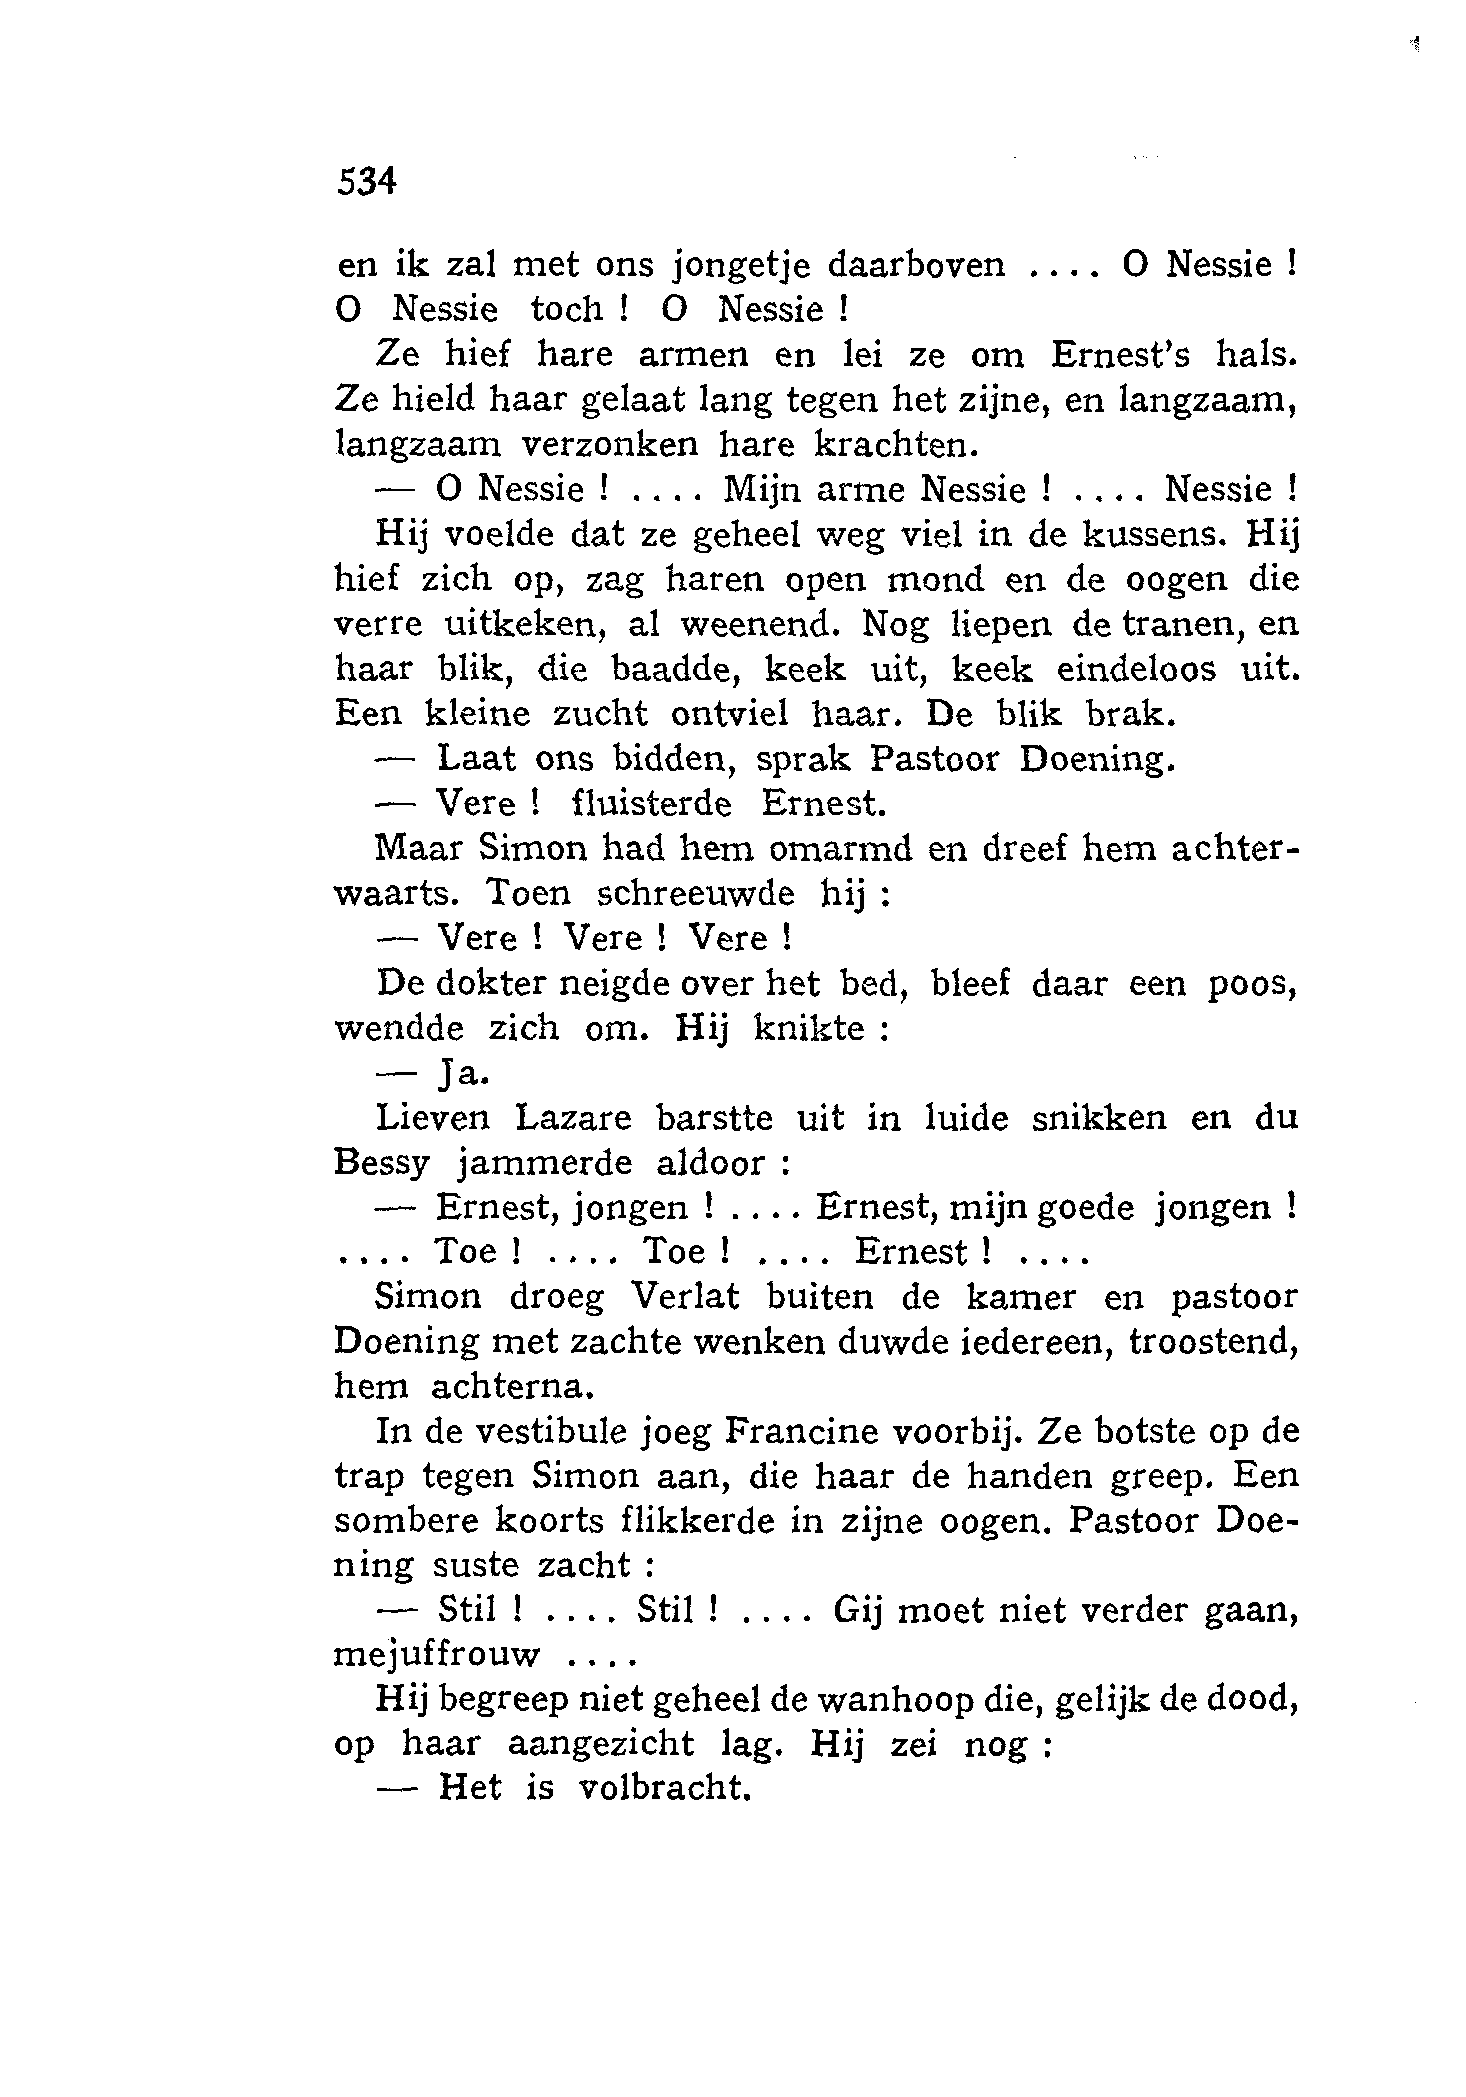 534
en ik zal met ons jongetje daarboven .... O Nessie !
O Nessie toch ! O Nessie !
Ze hief hare armen en lei ze om Ernest's hals.
Ze hield haar gelaat lang tegen het zijne, en langzaam,
langzaam verzonken hare krachten.
— O Nessie ! .... Mijn arme Nessie ! .... Nessie !
Hij voelde dat ze geheel weg viel in de kussens. Hij
hief zich op, zag haren open mond en de oogen die
verre uitkeken, al weenend. Nog liepen de tranen, en
haar blik, die baadde, keek uit, keek eindeloos uit.
Een kleine zucht ontviel haar. De blik brak.
— Laat ons bidden, sprak Pastoor Doening.
— Vere ! fluisterde Ernest.
Maar Simon had hem omarmd en dreef hem achter-
waarts. Toen schreeuwde hij :
— Vere ! Vere ! Vere !
De dokter neigde over het bed, bleef daar een poos,
wendde zich om. Hij knikte :
— Ja.
Lieven Lazare barstte uit in luide snikken en du
Bessy jammerde aldoor :
— Ernest, jongen ! .... Ernest, mijn goede jongen !
.... Toe ! .... Toe ! .... Ernest ! ....
Simon droeg Verlat buiten de kamer en pastoor
Doening met zachte wenken duwde iedereen, troostend,
hem achterna.
In de vestibule joeg Francine voorbij. Ze botste op de
trap tegen Simon aan, die haar de handen greep. Een
sombere koorts flikkerde in zijne oogen. Pastoor Doe-
ning suste zacht :
— Stil ! .... Stil ! .... Gij moet niet verder gaan,
mejuffrouw ....
Hij begreep niet geheel de wanhoop die, gelijk de dood,
op haar aangezicht lag. Hij zei nog :
— Het is volbracht.